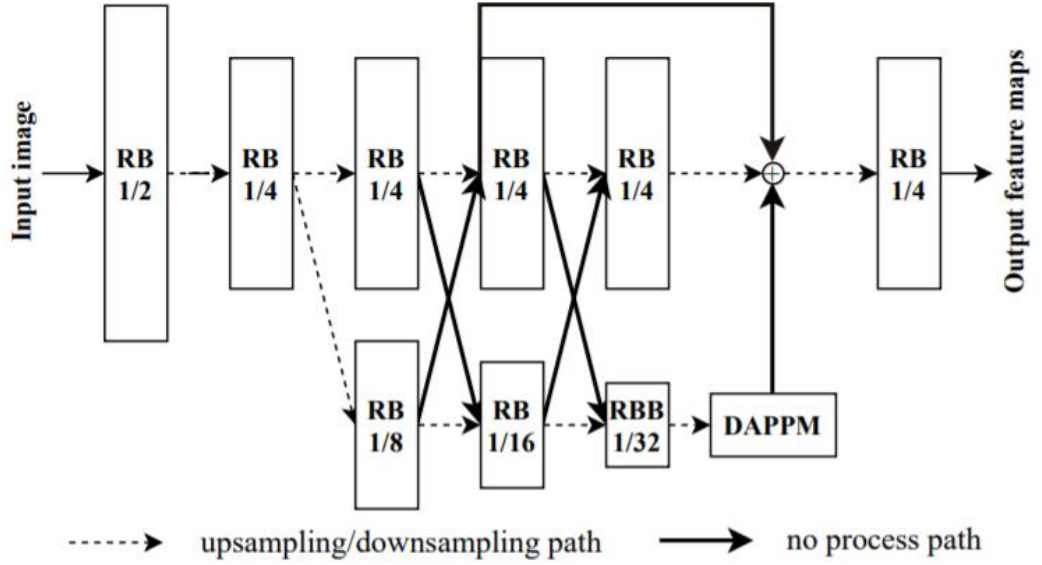 Input image
RB
1/2
RB
1/4
RB
1/4
RB
1/4
RB
1/4
RB
1/4
Output feature maps
RB
1/8
RB
1/16
RBB
1/32
DAPPM
upsampling/downsampling path
no process path